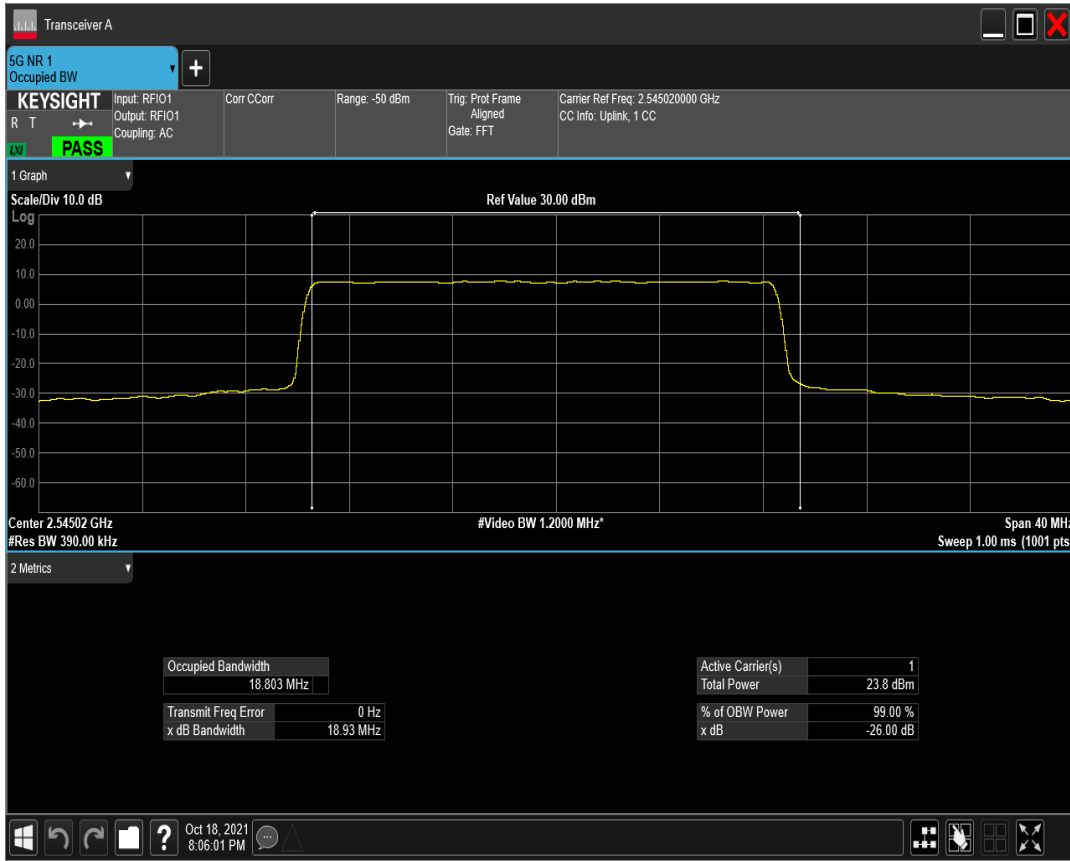 Transceiver A
5G NR 1
Occupied BW
KEYSIGHT
Input: RFIO1
Corr CCorr
Range: -50 dBm
Trig: Prot Frame
Carrier Ref Freq: 2.545020000 GHz
R T
Output: RFIO1
Aligned
CC Info: Uplink, 1 CC
Coupling: AC
Gate: FFT
LXI
PASS
1 Graph
Scale/Div 10.0 dB
Ref Value 30.00 dBm
Log
20.0
10.0
0.00
-10.0
-20.0
-30.0
-40.0
-50.0
-60.0
Center 2.54502 GHz
#Video BW 1.2000 MHz*
Span 40 MHz
#Res BW 390.00 kHz
Sweep 1.00 ms (1001 pts
2 Metrics
Occupied Bandwidth
18.803 MHz
Transmit Freq Error 0 Hz
x dB Bandwidth 18.93 MHz
Active Carrier(s) 1
Total Power 23.8 dBm
% of OBW Power 99.00 %
x dB -26.00 dB
?
Oct 18, 2021
8:06:01 PM